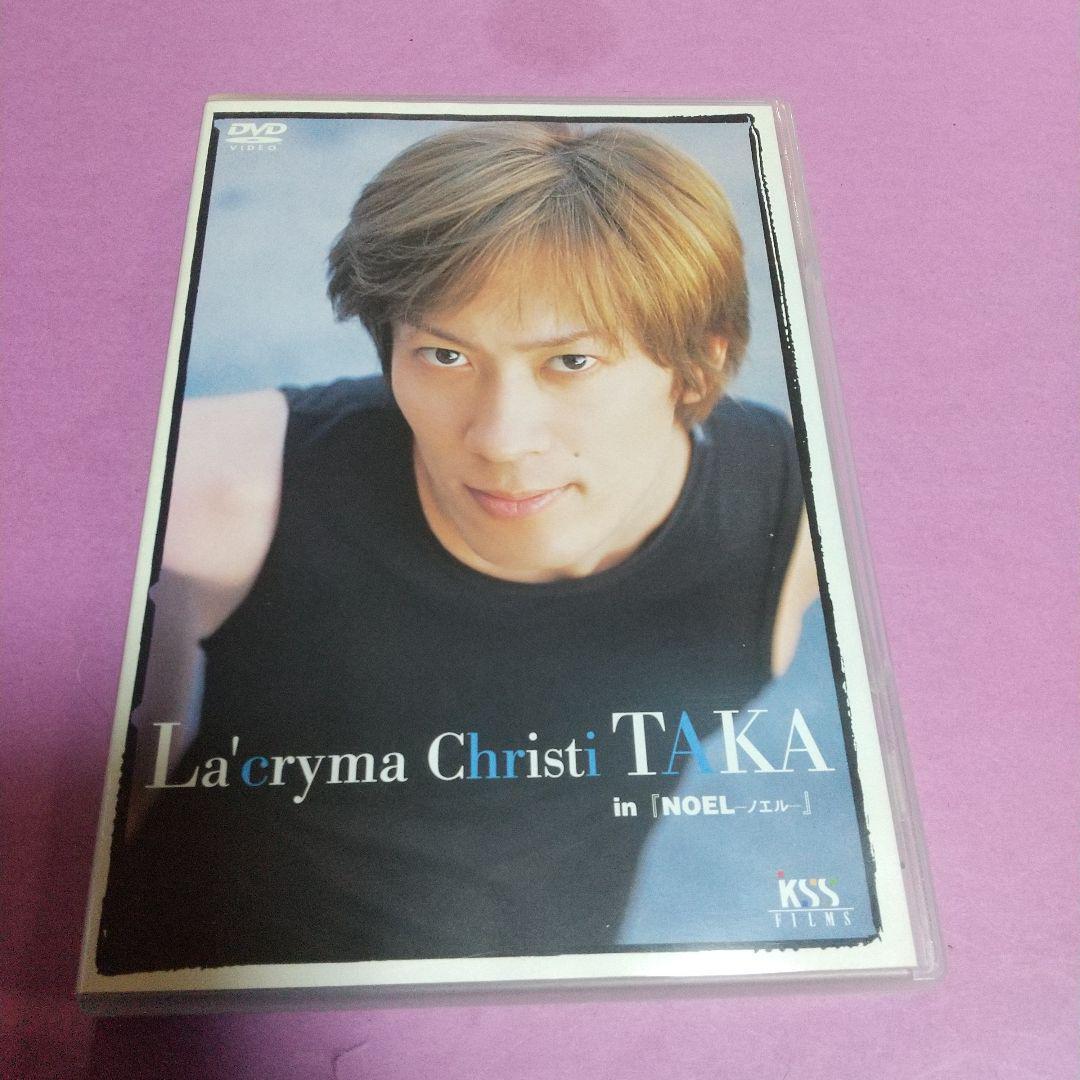 DVD
VIDEO
La'cryma Christi TAKA
in『NOEL―ノエル―』
KSS
FILMS